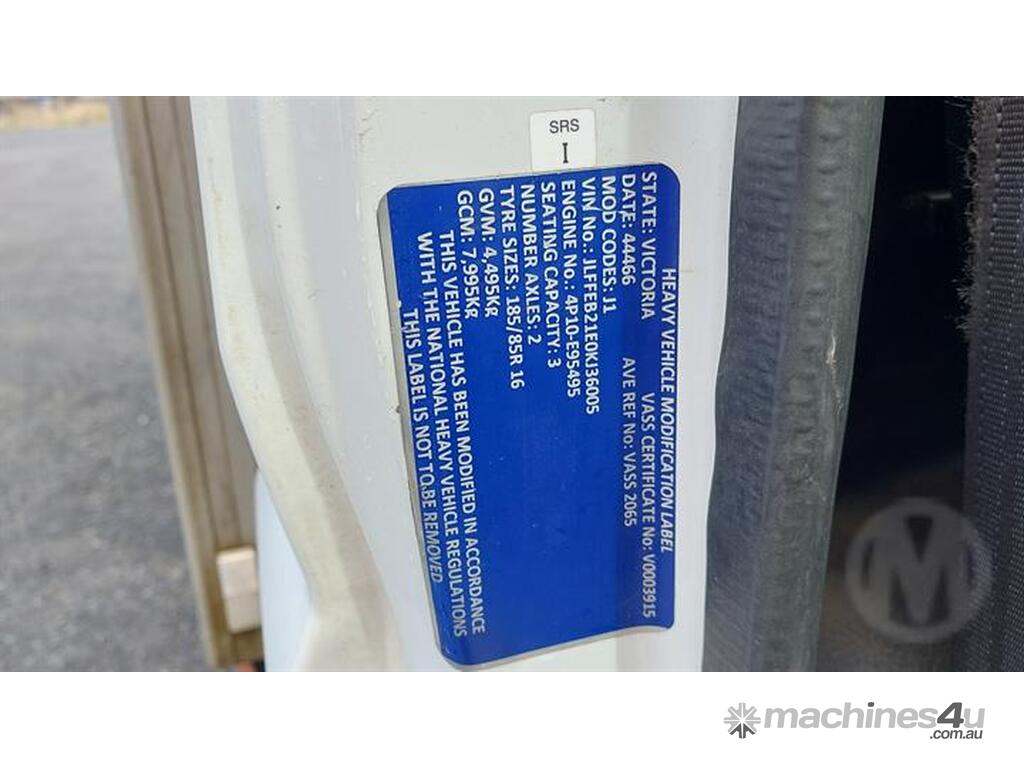 SRS
I
HEAVY VEHICLE MODIFICATION LABEL
STATE: VICTORIA VASS CERTIFICATE No: V0003915
DATE: 44466 AVE REF No: VASS 2065
MOD CODES: J1
VIN No.: JLFFEB21E0KJ36005
ENGINE No.: 4P10-E95495
SEATING CAPACITY: 3
NUMBER AXLES: 2
TYRE SIZES: 185/85R 16
GVM: 4,495Kg
GCM: 7,995Kg
THIS VEHICLE HAS BEEN MODIFIED IN ACCORDANCE
WITH THE NATIONAL HEAVY VEHICLE REGULATIONS
THIS LABEL IS NOT TO BE REMOVED
M
machines4u
.com.au